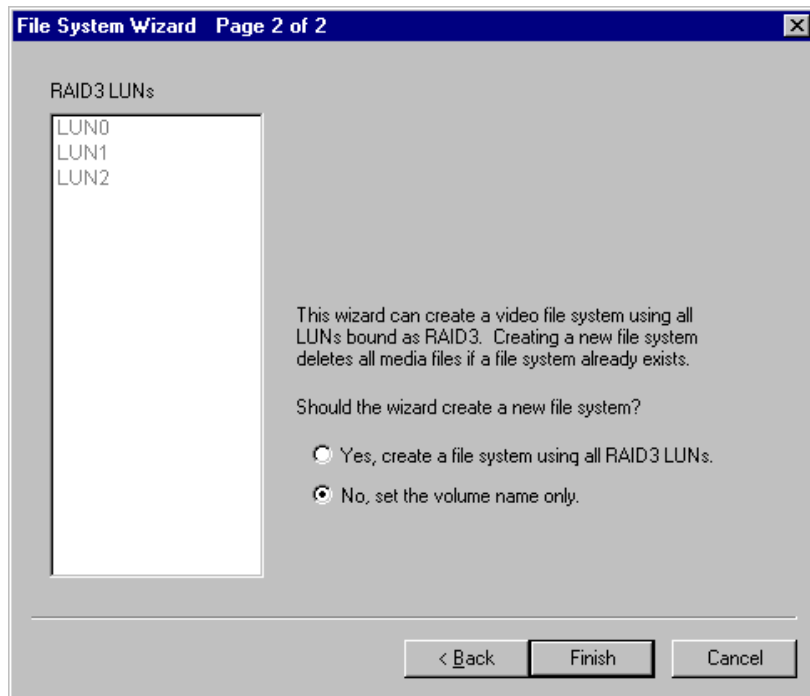 File System Wizard   Page 2 of 2
RAID3 LUNs
LUN0
LUN1
LUN2
This wizard can create a video file system using all
LUNs bound as RAID3.  Creating a new file system
deletes all media files if a file system already exists.
Should the wizard create a new file system?
Yes, create a file system using all RAID3 LUNs.
No, set the volume name only.
< Back
Finish
Cancel